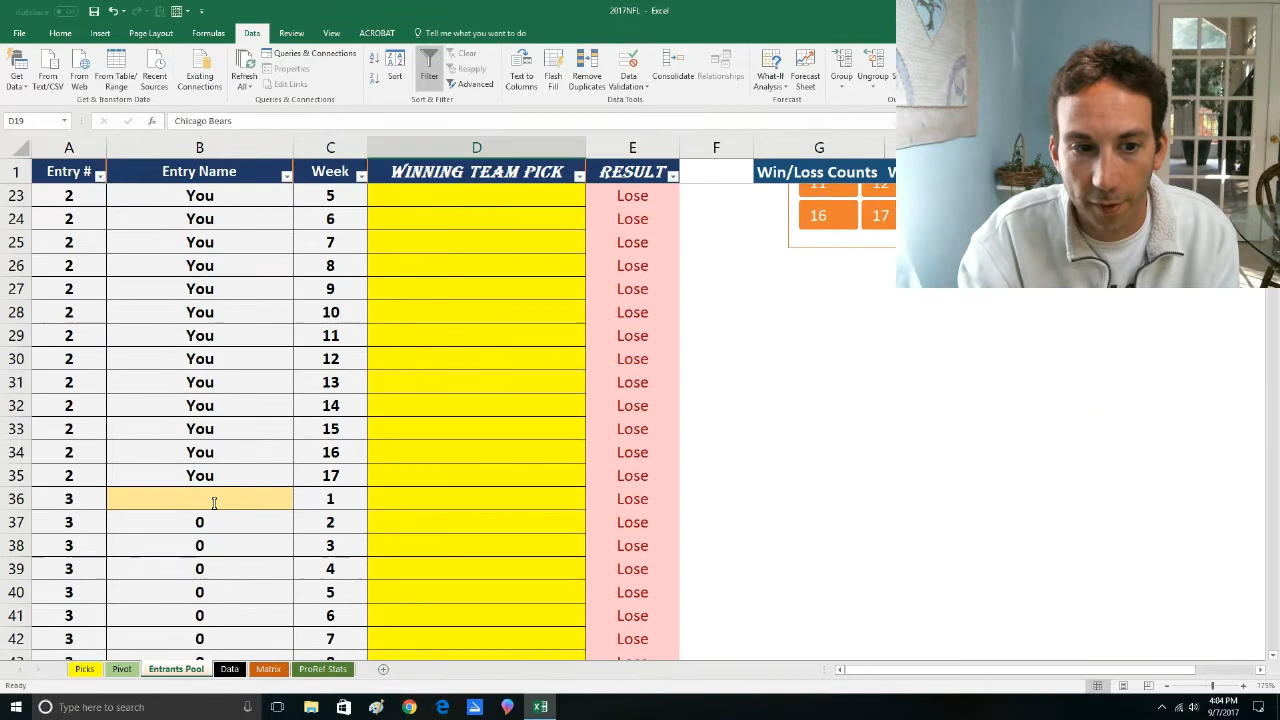 AutoSave Off
2017NFL - Excel
File Home Insert Page Layout Formulas Data Review View ACROBAT Tell me what you want to do
Get Data From Text/CSV From Web From Table/ Range Recent Sources Existing Connections
Get & Transform Data
Refresh All Queries & Connections Properties Edit Links
Queries & Connections
Sort Filter Clear Reapply Advanced
Sort & Filter
Text to Columns Flash Fill Remove Duplicates Data Validation Consolidate Relationships
Data Tools
What-If Analysis Forecast Sheet
Forecast
Group Ungroup
D19 fx Chicago Bears
A B C D E F G
1 Entry # Entry Name Week WINNING TEAM PICK RESULT Win/Loss Counts
23 2 You 5 Lose 11 12
24 2 You 6 Lose 16 17
25 2 You 7 Lose
26 2 You 8 Lose
27 2 You 9 Lose
28 2 You 10 Lose
29 2 You 11 Lose
30 2 You 12 Lose
31 2 You 13 Lose
32 2 You 14 Lose
33 2 You 15 Lose
34 2 You 16 Lose
35 2 You 17 Lose
36 3 1 Lose
37 3 0 2 Lose
38 3 0 3 Lose
39 3 0 4 Lose
40 3 0 5 Lose
41 3 0 6 Lose
42 3 0 7 Lose
Picks Pivot Entrants Pool Data Matrix ProRef Stats
Ready 175%
Type here to search
4:04 PM
9/7/2017